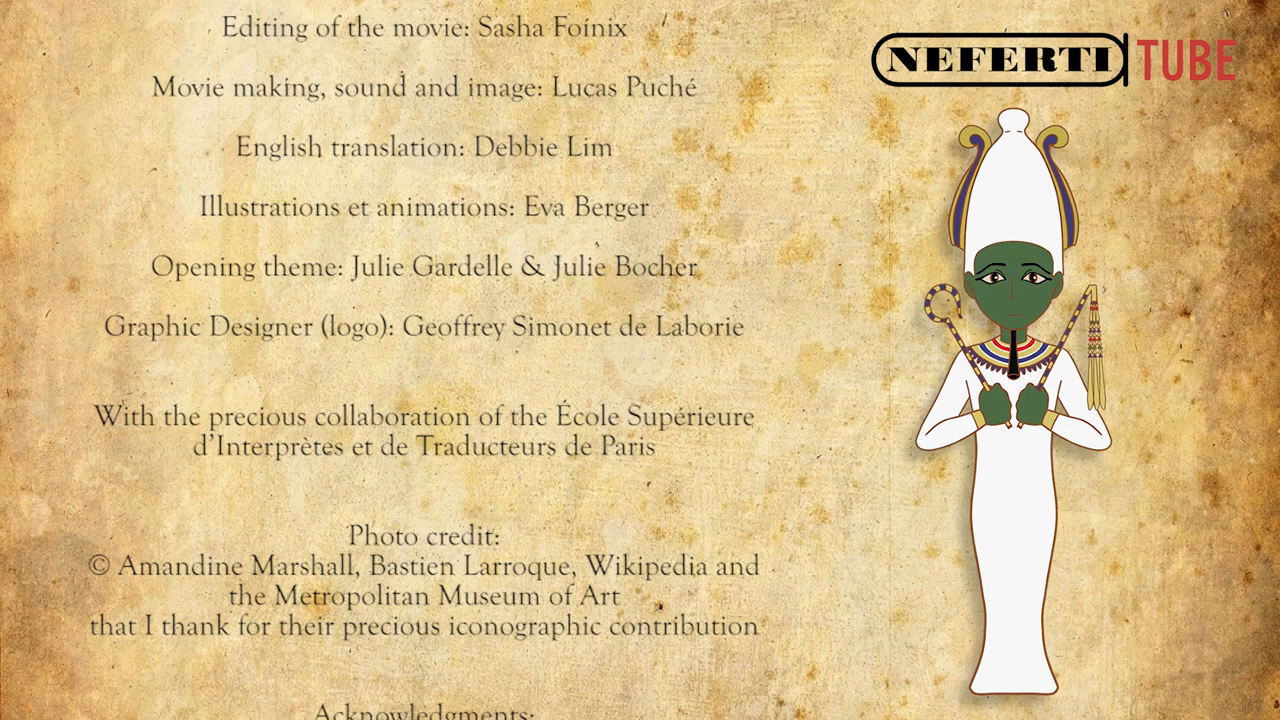 Editing of the movie: Sasha Foinix
NEFERTI TUBE
Movie making, sound and image: Lucas Puché
English translation: Debbie Lim
Illustrations et animations: Eva Berger
Opening theme: Julie Gardelle & Julie Bocher
Graphic Designer (logo): Geoffrey Simonet de Laborie
With the precious collaboration of the École Supérieure
d'Interprètes et de Traducteurs de Paris
Photo credit:
© Amandine Marshall, Bastien Larroque, Wikipedia and
the Metropolitan Museum of Art
that I thank for their precious iconographic contribution
Acknowledgments: